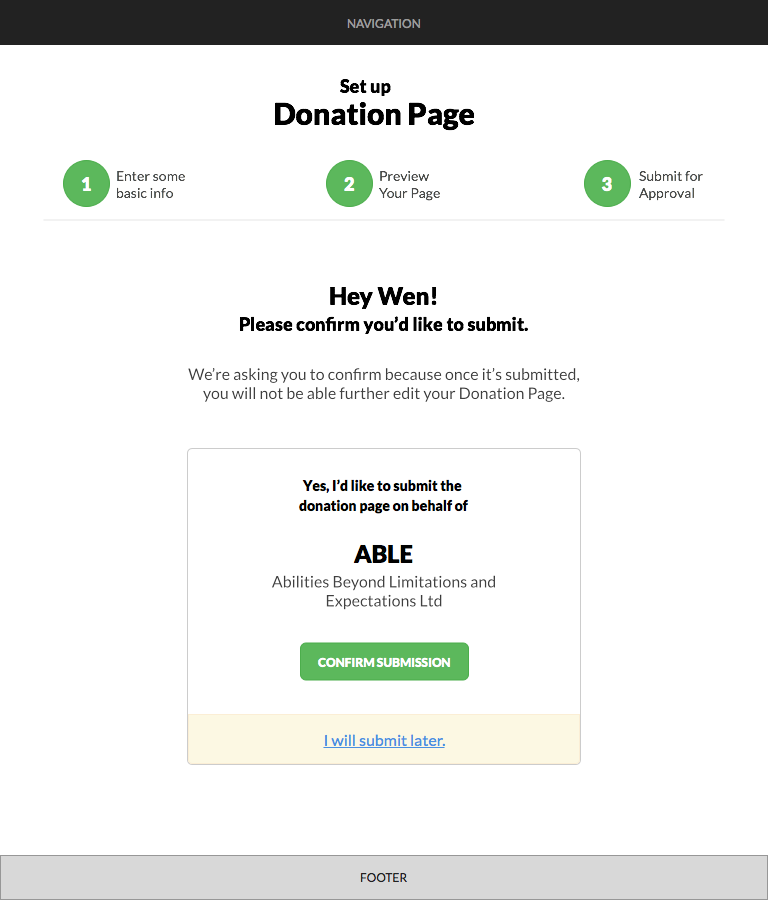 NAVIGATION
Set up
Donation Page
1
Enter some
basic info
2
Preview
Your Page
3
Submit for
Approval
Hey Wen!
Please confirm you’d like to submit.
We’re asking you to confirm because once it’s submitted,
you will not be able further edit your Donation Page.
Yes, I’d like to submit the
donation page on behalf of
ABLE
Abilities Beyond Limitations and
Expectations Ltd
CONFIRM SUBMISSION
I will submit later.
FOOTER